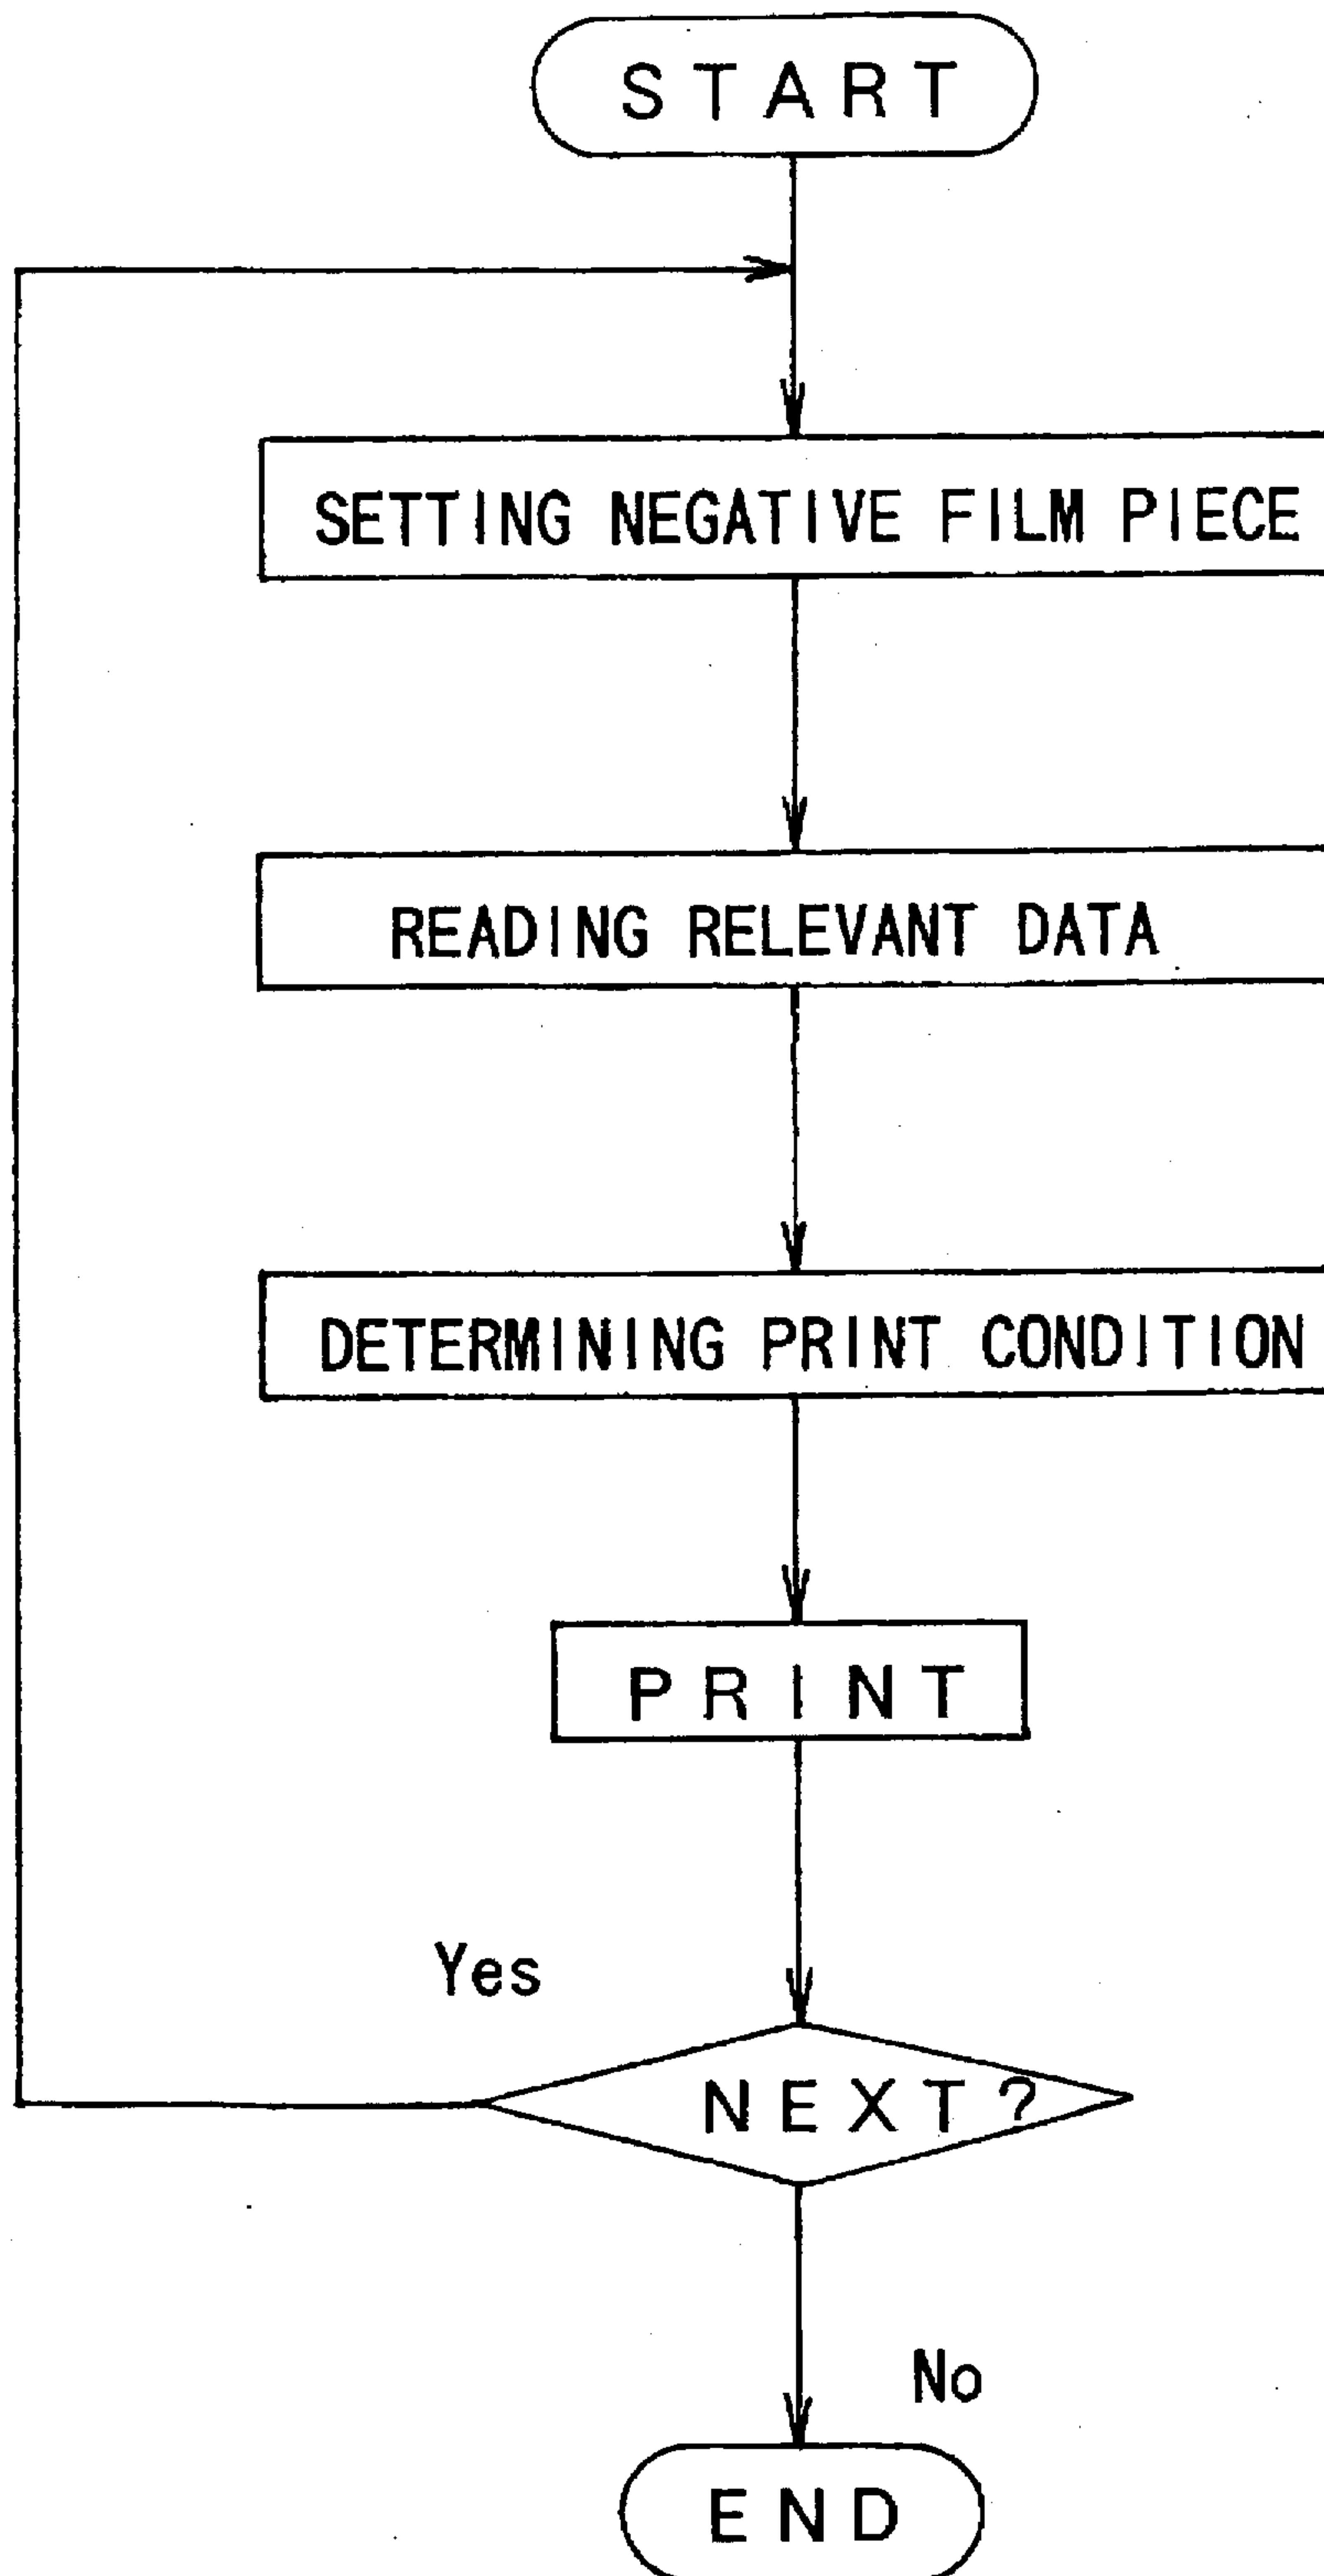 START
SETTING NEGATIVE FILM PIECE
READING RELEVANT DATA
DETERMINING PRINT CONDITION
PRINT
Yes
NEXT?
No
END